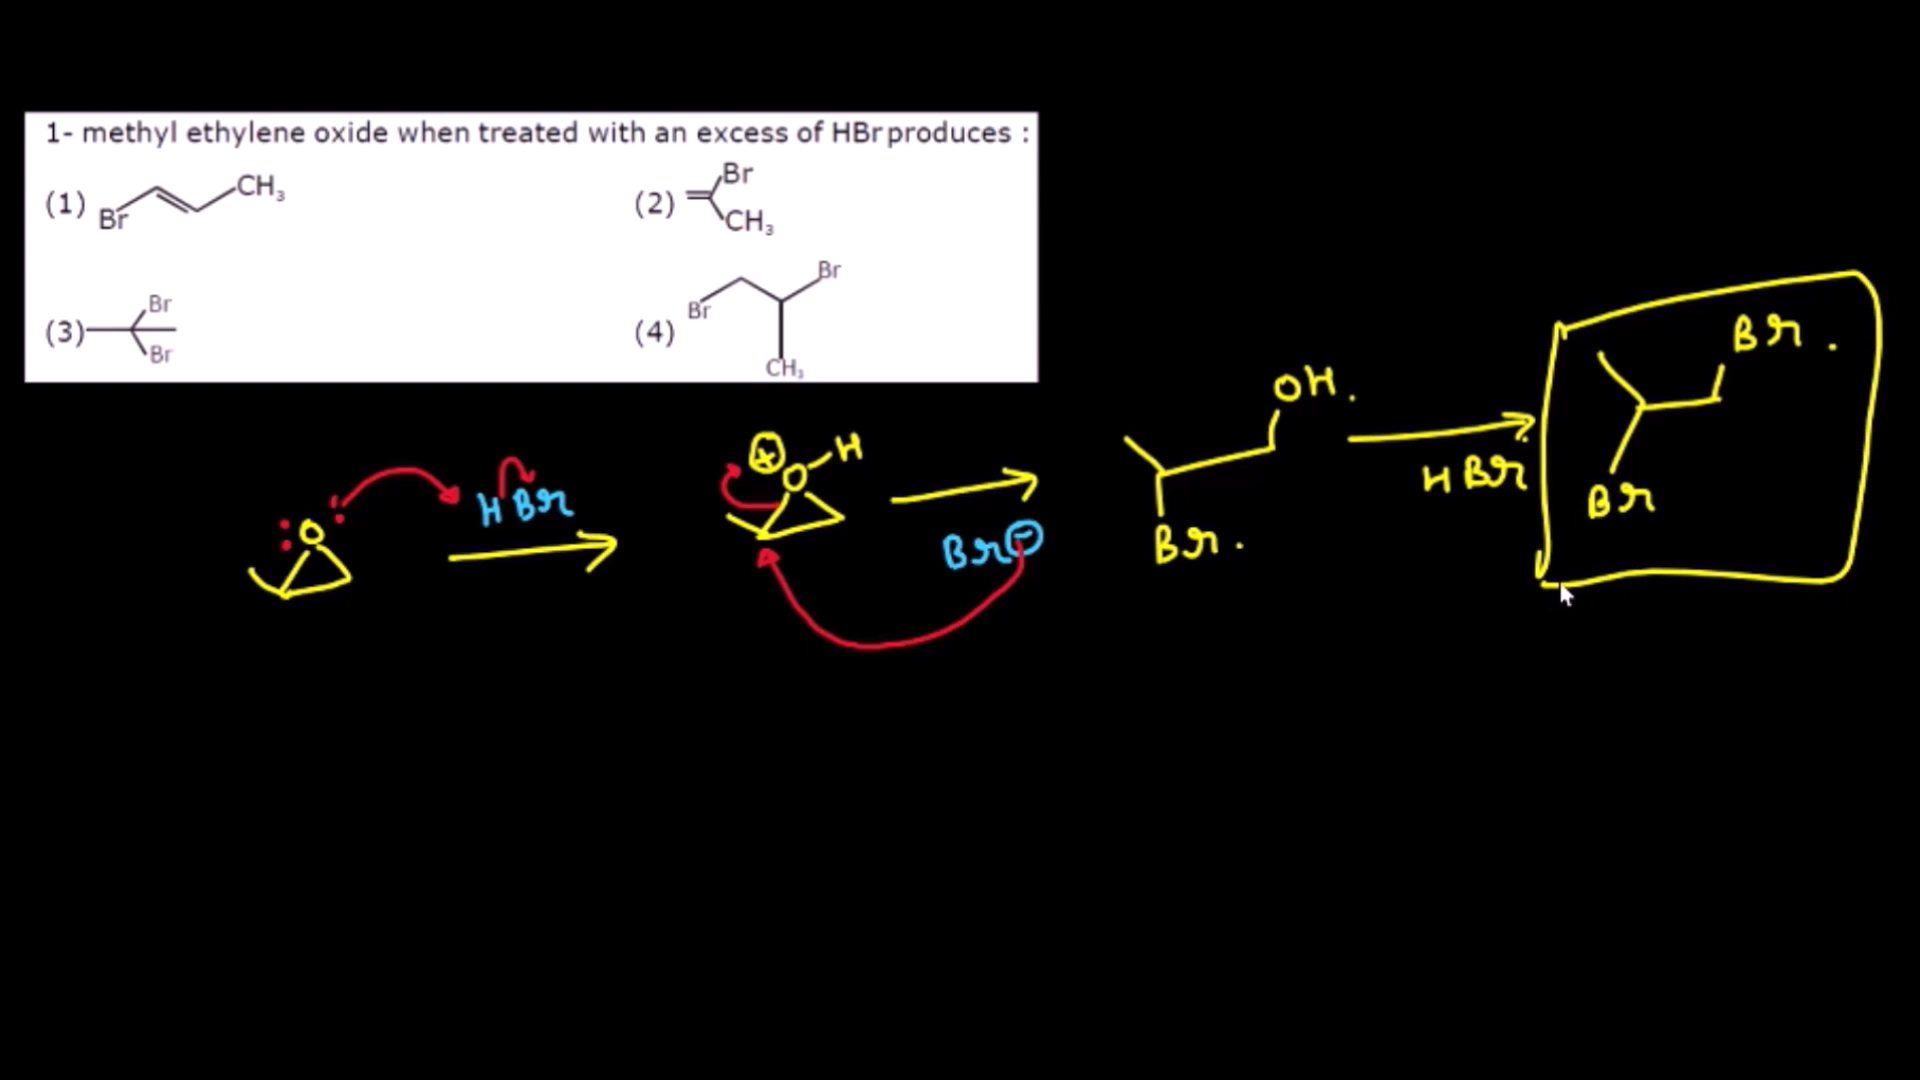 1- methyl ethylene oxide when treated with an excess of HBr produces :
(1) Br CH₃
(2) Br CH₃
(3) Br Br
(4) Br Br CH₃
O
H Br
⊕ O H
Br⊖
OH.
Br.
H Br
Br.
Br